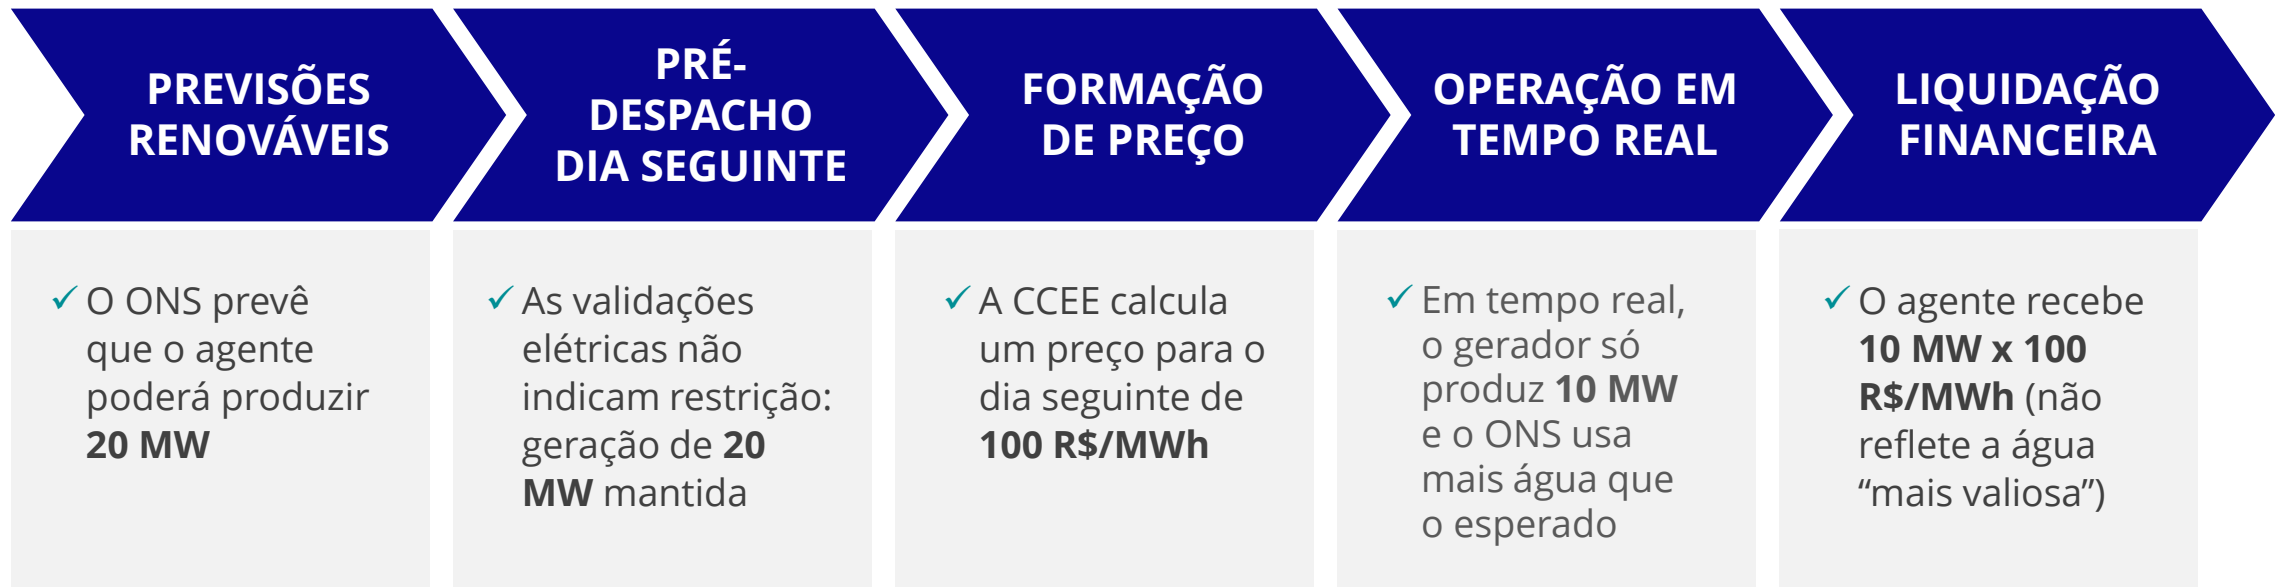 PREVISÕES
RENOVÁVEIS
PRÉ-
DESPACHO
DIA SEGUINTE
FORMAÇÃO
DE PREÇO
OPERAÇÃO EM
TEMPO REAL
LIQUIDAÇÃO
FINANCEIRA
✓ O ONS prevê
que o agente
poderá produzir
20 MW
✓ As validações
elétricas não
indicam restrição:
geração de 20
MW mantida
✓ A CCEE calcula
um preço para o
dia seguinte de
100 R$/MWh
✓ Em tempo real,
o gerador só
produz 10 MW
e o ONS usa
mais água que
o esperado
✓ O agente recebe
10 MW x 100
R$/MWh (não
reflete a água
“mais valiosa”)